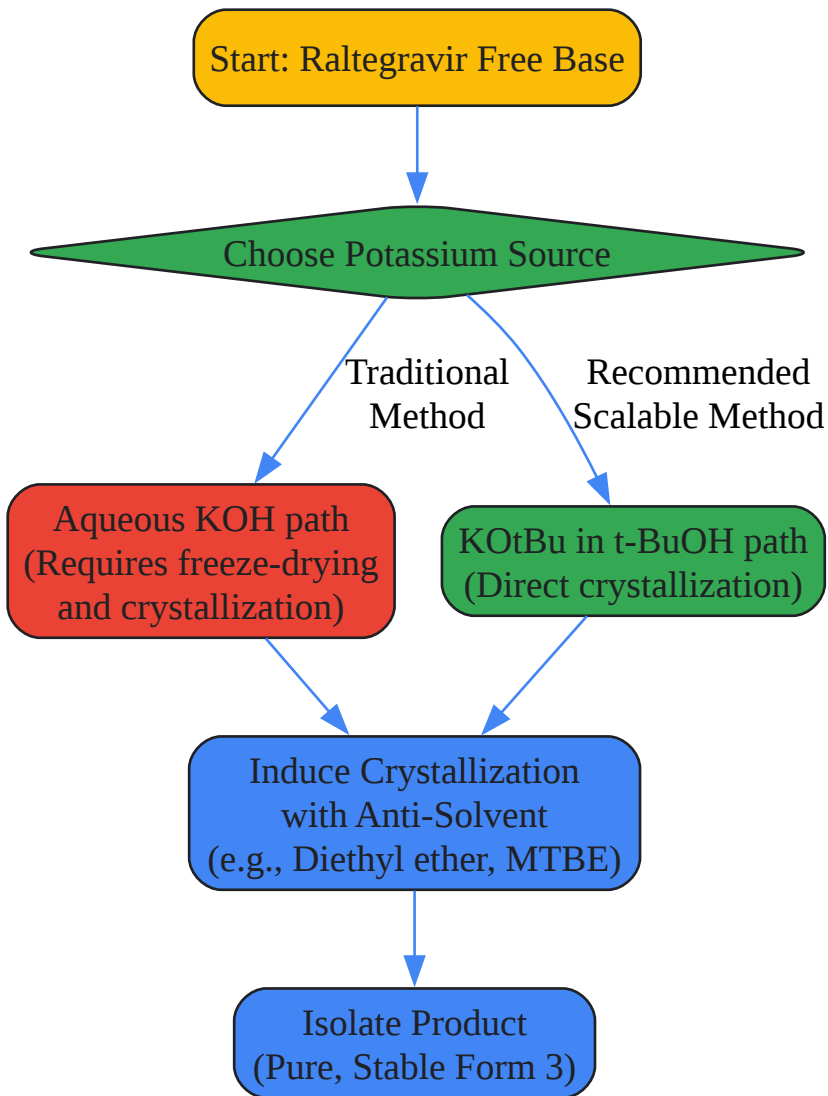 Start: Raltegravir Free Base
Choose Potassium Source
Traditional
Method
Recommended
Scalable Method
Aqueous KOH path
(Requires freeze-drying
and crystallization)
KOtBu in t-BuOH path
(Direct crystallization)
Induce Crystallization
with Anti-Solvent
(e.g., Diethyl ether, MTBE)
Isolate Product
(Pure, Stable Form 3)